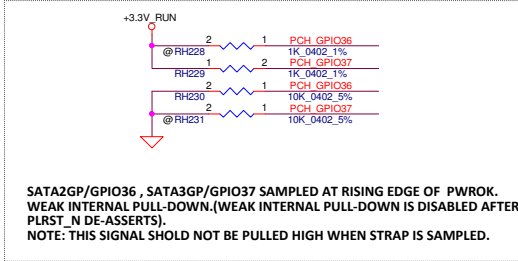 +3.3V_RUN
2 1 PCH_GPIO36
@RH228 1K_0402_1%
1 2 PCH_GPIO37
RH229 1K_0402_1%
2 1 PCH_GPIO36
RH230 10K_0402_5%
2 1 PCH_GPIO37
@RH231 10K_0402_5%
SATA2GP/GPIO36 , SATA3GP/GPIO37 SAMPLED AT RISING EDGE OF PWROK.
WEAK INTERNAL PULL-DOWN.(WEAK INTERNAL PULL-DOWN IS DISABLED AFTER
PLRST_N DE-ASSERTS).
NOTE: THIS SIGNAL SHOLD NOT BE PULLED HIGH WHEN STRAP IS SAMPLED.